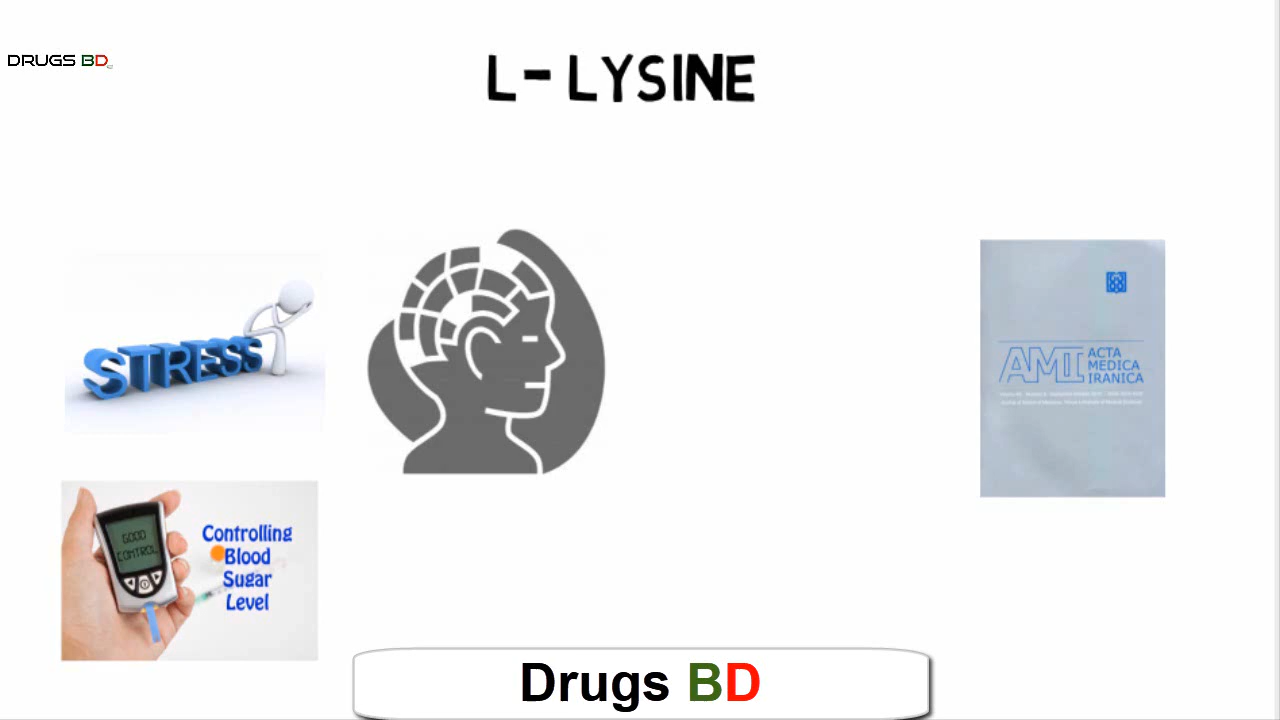 DRUGS BD
L- LYSINE
STRESS
AMI ACTA
MEDICA
IRANICA
GOOD
CONTROL
Controlling
Blood
Sugar
Level
Drugs BD